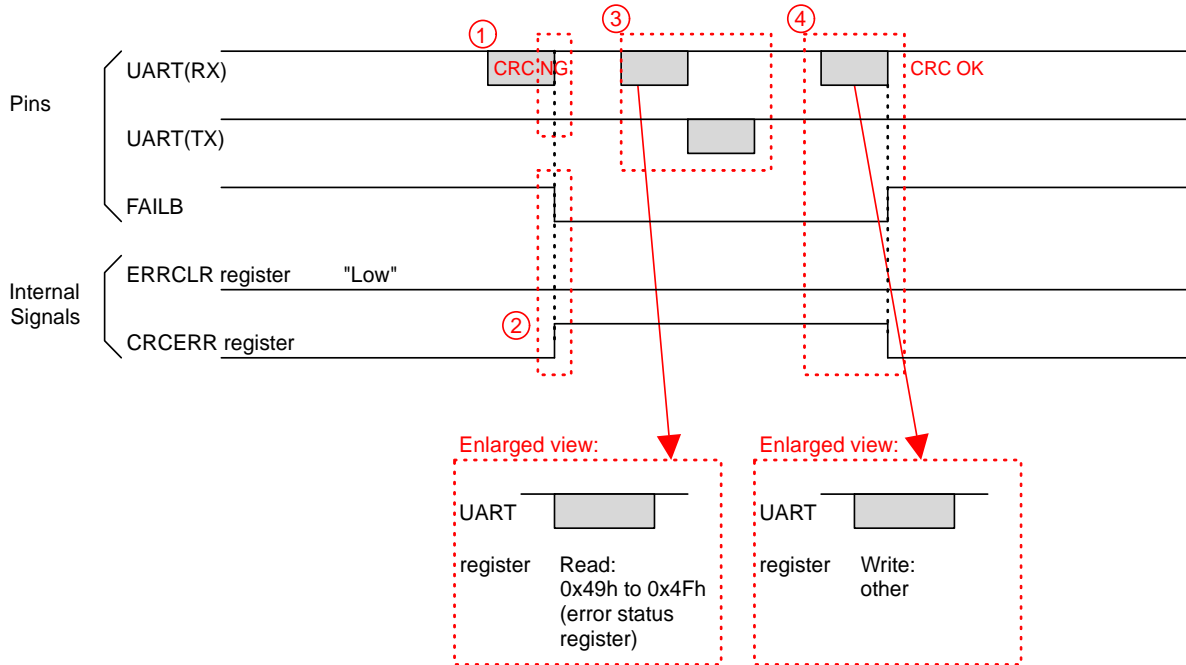 ① ③ ④
UART(RX) CRC NG CRC OK
Pins
UART(TX)
FAILB
ERRCLR register "Low"
Internal
Signals
②
CRCERR register
Enlarged view: Enlarged view:
UART UART
register Read: register Write:
0x49h to 0x4Fh other
(error status
register)